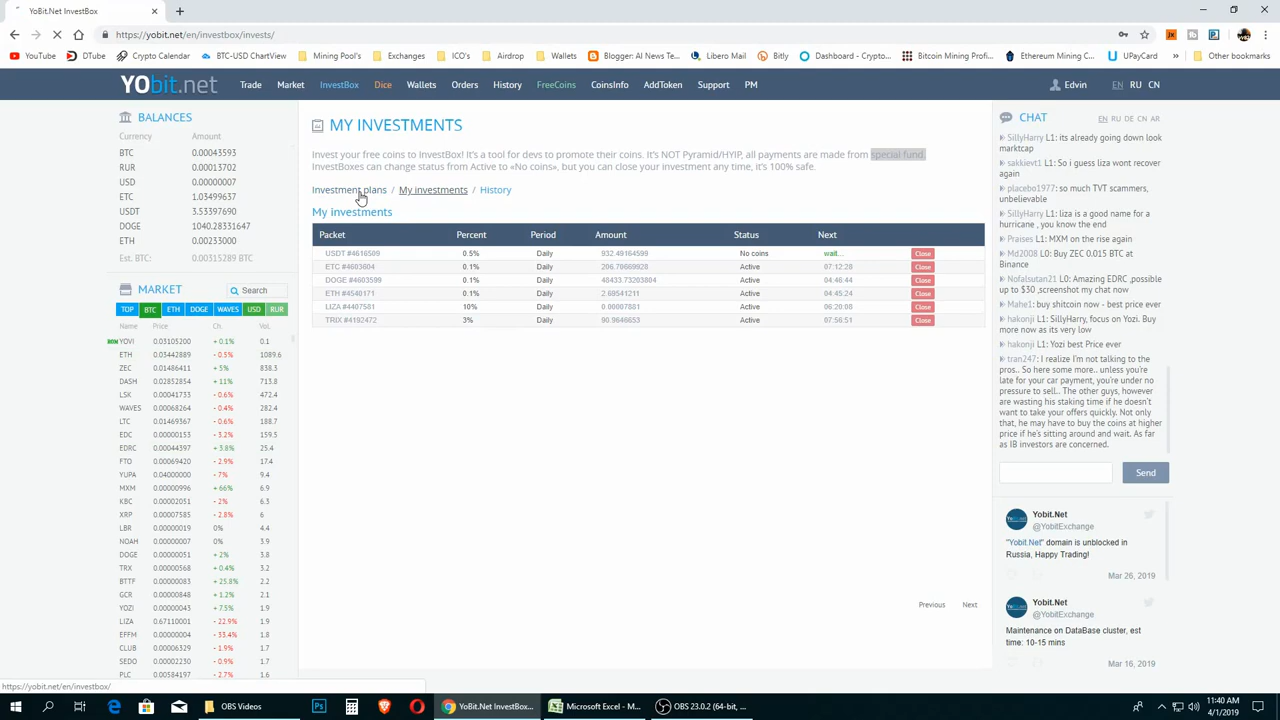 YoBit.Net InvestBox
https://yobit.net/en/investbox/invests/
YouTube
DTube
Crypto Calendar
BTC-USD ChartView
Mining Pool's
Exchanges
ICO's
Airdrop
Wallets
Blogger: AI News Te...
Libero Mail
Bitly
Dashboard - Crypto...
Bitcoin Mining Profi...
Ethereum Mining C...
UPayCard
Other bookmarks
YObit.net
Trade
Market
InvestBox
Dice
Wallets
Orders
History
FreeCoins
CoinsInfo
AddToken
Support
PM
Edvin
EN RU CN
BALANCES
Currency Amount
BTC 0.00043593
RUR 0.00013702
USD 0.00000007
ETC 1.03499637
USDT 3.53397690
DOGE 1040.28331647
ETH 0.00233000
Est. BTC: 0.00315289 BTC
MARKET
Search
TOP BTC ETH DOGE WAVES USD RUR
Name Price Ch. Vol.
YOVI 0.03105200 + 0.1% 0.1
ETH 0.03442889 - 0.5% 1089.6
ZEC 0.01486411 + 5% 838.3
DASH 0.02852854 + 11% 713.8
LSK 0.00041731 - 0.6% 472.4
WAVES 0.00068264 - 0.4% 282.4
LTC 0.01469367 - 0.6% 188.7
EDC 0.00000153 - 3.2% 159.5
EDRC 0.00044397 + 3.8% 25.4
FTO 0.00069420 - 2.9% 17.4
YUPA 0.04000000 - 7% 9.4
MXM 0.00000996 + 66% 6.9
KBC 0.00002051 - 2% 6.3
XRP 0.00007585 - 2.8% 6
LBR 0.00000019 0% 4.4
NOAH 0.00000007 0% 3.9
DOGE 0.00000051 + 2% 3.8
TRX 0.00000568 + 0.4% 3.2
BTTF 0.00000083 + 25.8% 2.2
GCR 0.00000848 + 1.2% 2.1
YOZI 0.00000043 + 7.5% 1.9
LIZA 0.67110001 - 22.9% 1.9
EFFM 0.00000004 - 33.4% 1.8
CLUB 0.00006329 - 1.9% 1.7
SEDO 0.00002230 - 0.9% 1.7
PLC 0.00584197 - 2.7% 1.6
MY INVESTMENTS
Invest your free coins to InvestBox! It's a tool for devs to promote their coins. It's NOT Pyramid/HYIP, all payments are made from special fund.
InvestBoxes can change status from Active to «No coins», but you can close your investment any time, it's 100% safe.
Investment plans / My investments / History
My investments
Packet Percent Period Amount Status Next
USDT #4616509 0.5% Daily 932.49164599 No coins wait... Close
ETC #4603604 0.1% Daily 206.70669928 Active 07:12:28 Close
DOGE #4603599 0.1% Daily 48433.73203804 Active 04:46:44 Close
ETH #4540171 0.1% Daily 2.69541211 Active 04:45:24 Close
LIZA #4407581 10% Daily 0.00007881 Active 06:20:08 Close
TRIX #4192472 3% Daily 90.9646653 Active 07:56:51 Close
Previous Next
CHAT
EN RU DE CN AR
SillyHarry L1: its already going down look
marktcap
sakkievt1 L1: So i guess liza wont recover
again
placebo1977: so much TVT scammers,
unbelievable
SillyHarry L1: liza is a good name for a
hurricane , you know the end
Praises L1: MXM on the rise again
Md2008 L0: Buy ZEC 0.015 BTC at
Binance
Nofalsutan21 L0: Amazing EDRC ,possible
up to $30 ,screenshot my chat now
Mahe1: buy shitcoin now - best price ever
hakonji L1: SillyHarry, focus on Yozi. Buy
more now as its very low
hakonji L1: Yozi best Price ever
tran247: I realize I'm not talking to the
pros.. So here some more.. unless you're
late for your car payment, you're under no
pressure to sell.. The other guys, however
are wasting his staking time if he doesn't
want to take your offers quickly. Not only
that, he may have to buy the coins at higher
price if he's sitting around and wait. As far
as IB investors are concerned.
Send
Yobit.Net
@YobitExchange
"Yobit.Net" domain is unblocked in
Russia, Happy Trading!
Mar 26, 2019
Yobit.Net
@YobitExchange
Maintenance on DataBase cluster, est
time: 10-15 mins
Mar 16, 2019
https://yobit.net/en/investbox/
OBS Videos
YoBit.Net InvestBox...
Microsoft Excel - M...
OBS 23.0.2 (64-bit, ...
11:40 AM
4/1/2019